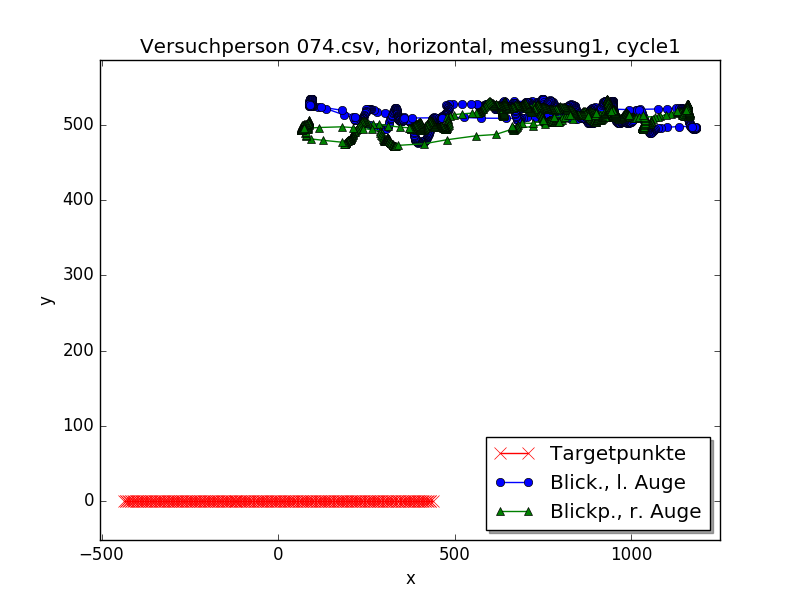 Versuchperson 074.csv, horizontal, messung1, cycle1
500
400
300
200
100
0
y
−500
0
500
1000
x
Targetpunkte
Blick., l. Auge
Blickp., r. Auge